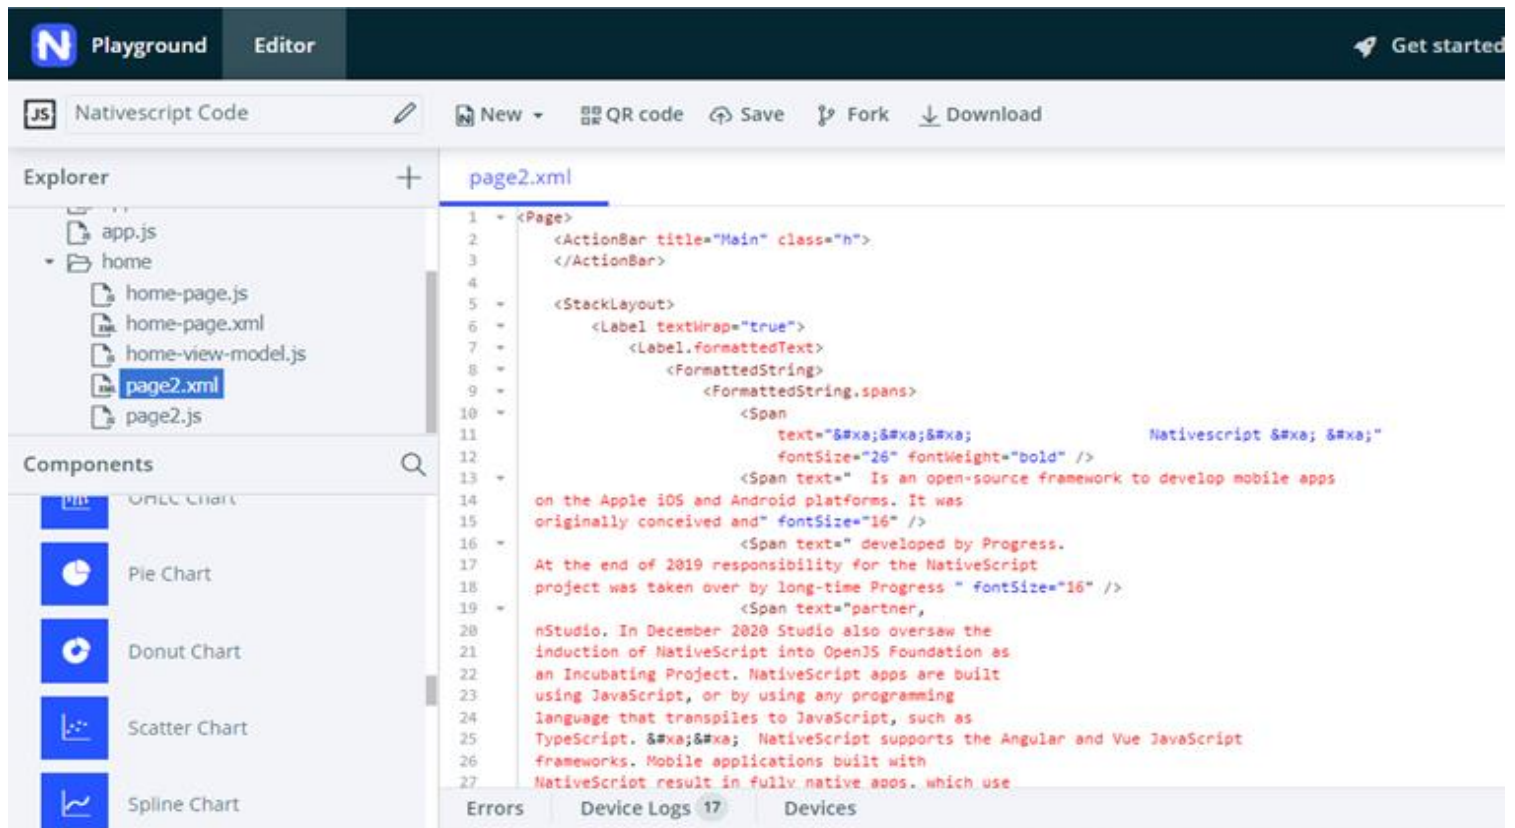 Playground Editor Get started
JS Nativescript Code New QR code Save Fork Download
Explorer
app.js
home
home-page.js
home-page.xml
home-view-model.js
page2.xml
page2.js
Components
OHLC Chart
Pie Chart
Donut Chart
Scatter Chart
Spline Chart
page2.xml
1 <Page>
2 <ActionBar title="Main" class="h">
3 </ActionBar>
4
5 <StackLayout>
6 <Label textWrap="true">
7 <Label.formattedText>
8 <FormattedString>
9 <FormattedString.spans>
10 <Span
11 text="&#xa;&#xa;&#xa; Nativescript &#xa; &#xa;"
12 fontSize="26" fontWeight="bold" />
13 <Span text=" Is an open-source framework to develop mobile apps
14 on the Apple iOS and Android platforms. It was
15 originally conceived and" fontSize="16" />
16 <Span text=" developed by Progress.
17 At the end of 2019 responsibility for the NativeScript
18 project was taken over by long-time Progress " fontSize="16" />
19 <Span text="partner,
20 nStudio. In December 2020 Studio also oversaw the
21 induction of NativeScript into OpenJS Foundation as
22 an Incubating Project. NativeScript apps are built
23 using JavaScript, or by using any programming
24 language that transpiles to JavaScript, such as
25 TypeScript. &#xa;&#xa; NativeScript supports the Angular and Vue JavaScript
26 frameworks. Mobile applications built with
27 NativeScript result in fully native apps, which use
Errors Device Logs 17 Devices